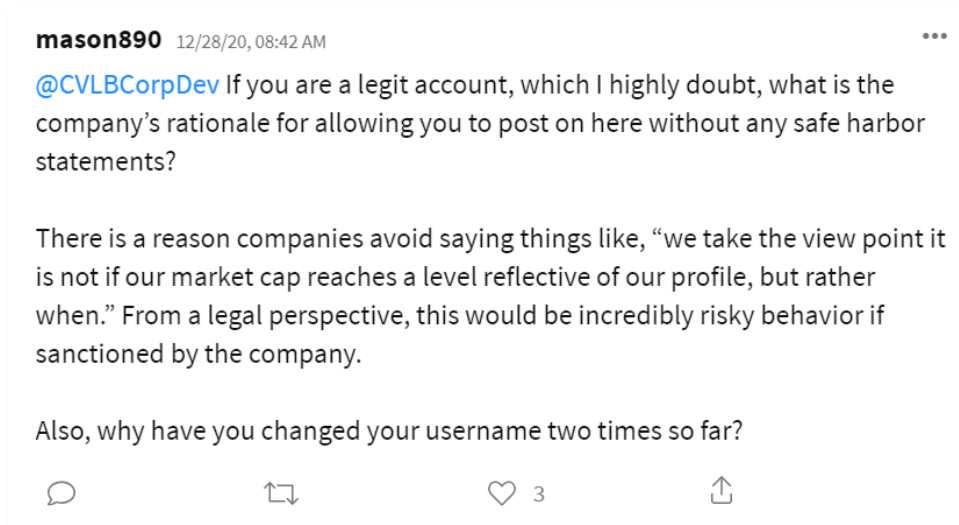 mason890 12/28/20, 08:42 AM
@CVLBCorpDev If you are a legit account, which I highly doubt, what is the
company’s rationale for allowing you to post on here without any safe harbor
statements?
There is a reason companies avoid saying things like, “we take the view point it
is not if our market cap reaches a level reflective of our profile, but rather
when.” From a legal perspective, this would be incredibly risky behavior if
sanctioned by the company.
Also, why have you changed your username two times so far?
3